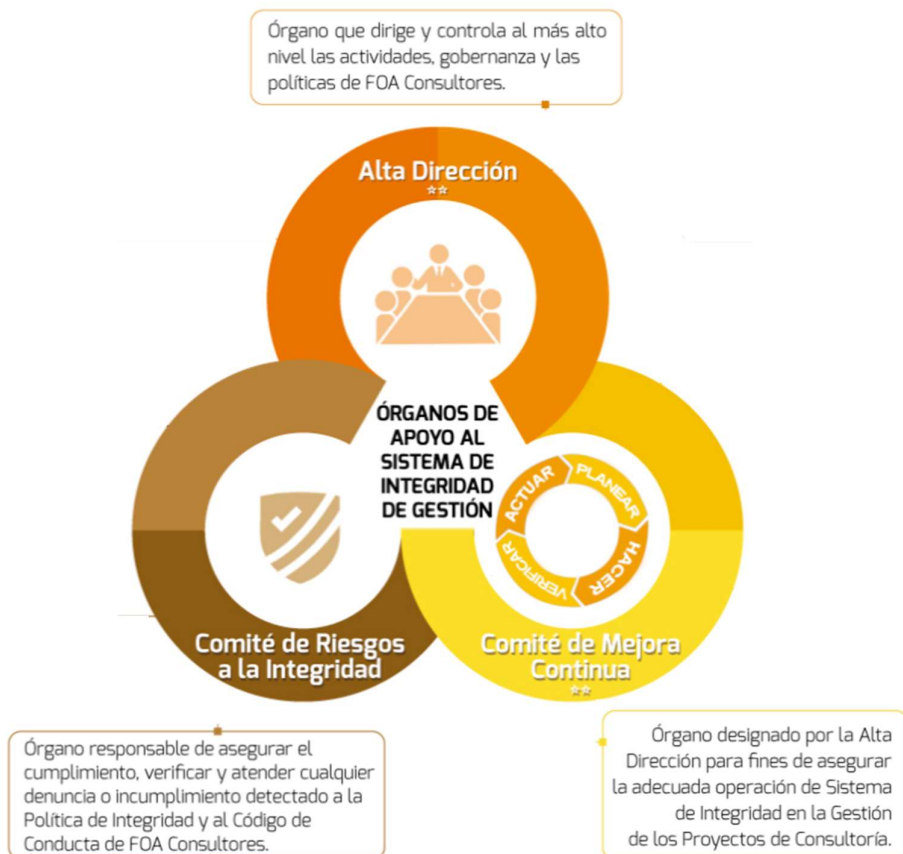 Órgano que dirige y controla al más alto
nivel las actividades, gobernanza y las
políticas de FOA Consultores.
Alta Dirección
☆☆
ÓRGANOS DE
APOYO AL
SISTEMA DE
INTEGRIDAD
DE GESTIÓN
ACTUAR
PLANEAR
HACER
VERIFICAR
Comité de Riesgos
a la Integridad
Comité de Mejora
Continua
☆☆
Órgano responsable de asegurar el
cumplimiento, verificar y atender cualquier
denuncia o incumplimiento detectado a la
Política de Integridad y al Código de
Conducta de FOA Consultores.
Órgano designado por la Alta
Dirección para fines de asegurar
la adecuada operación de Sistema
de Integridad en la Gestión
de los Proyectos de Consultoría.